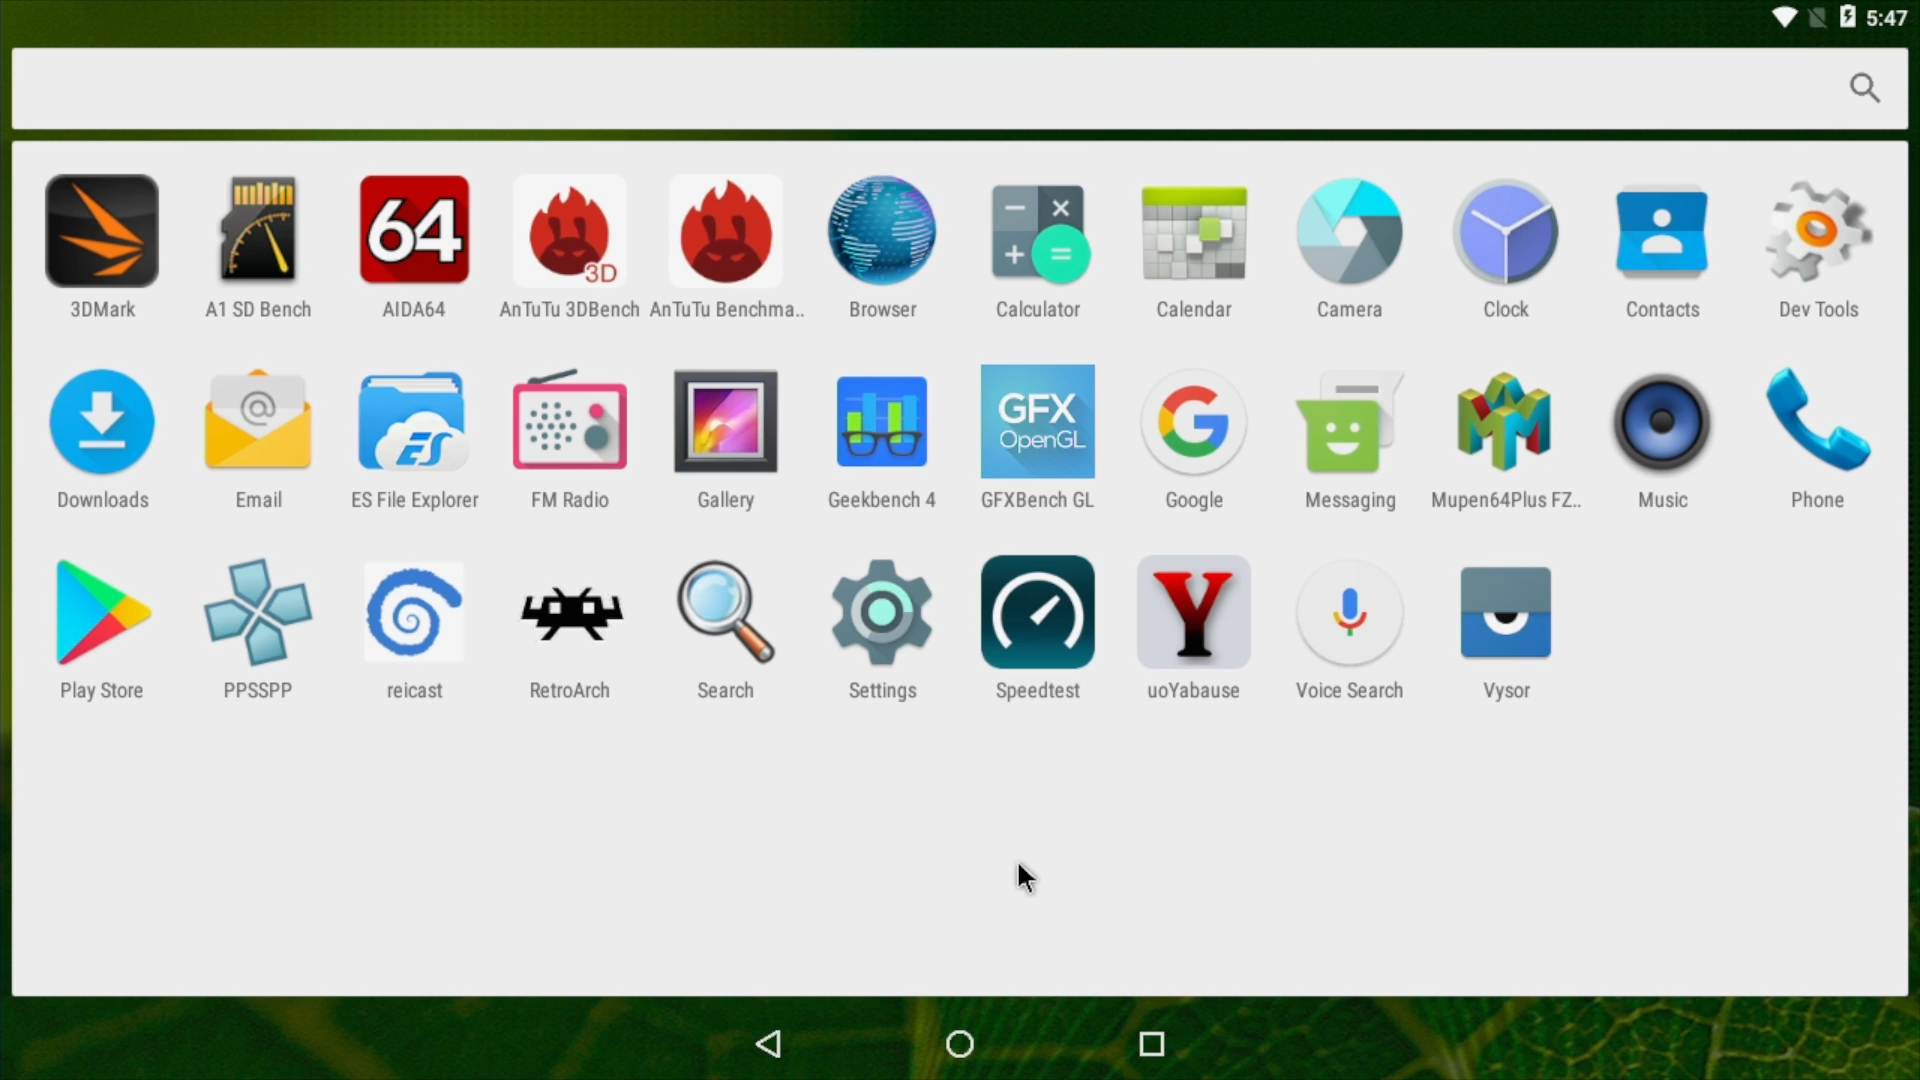 5:47
64
3D
3DMark
A1 SD Bench
AIDA64
AnTuTu 3DBench
AnTuTu Benchma..
Browser
Calculator
Calendar
Camera
Clock
Contacts
Dev Tools
@
ES
GFX
OpenGL
G
Downloads
Email
ES File Explorer
FM Radio
Gallery
Geekbench 4
GFXBench GL
Google
Messaging
Mupen64Plus FZ..
Music
Phone
Y
Play Store
PPSSPP
reicast
RetroArch
Search
Settings
Speedtest
uoYabause
Voice Search
Vysor